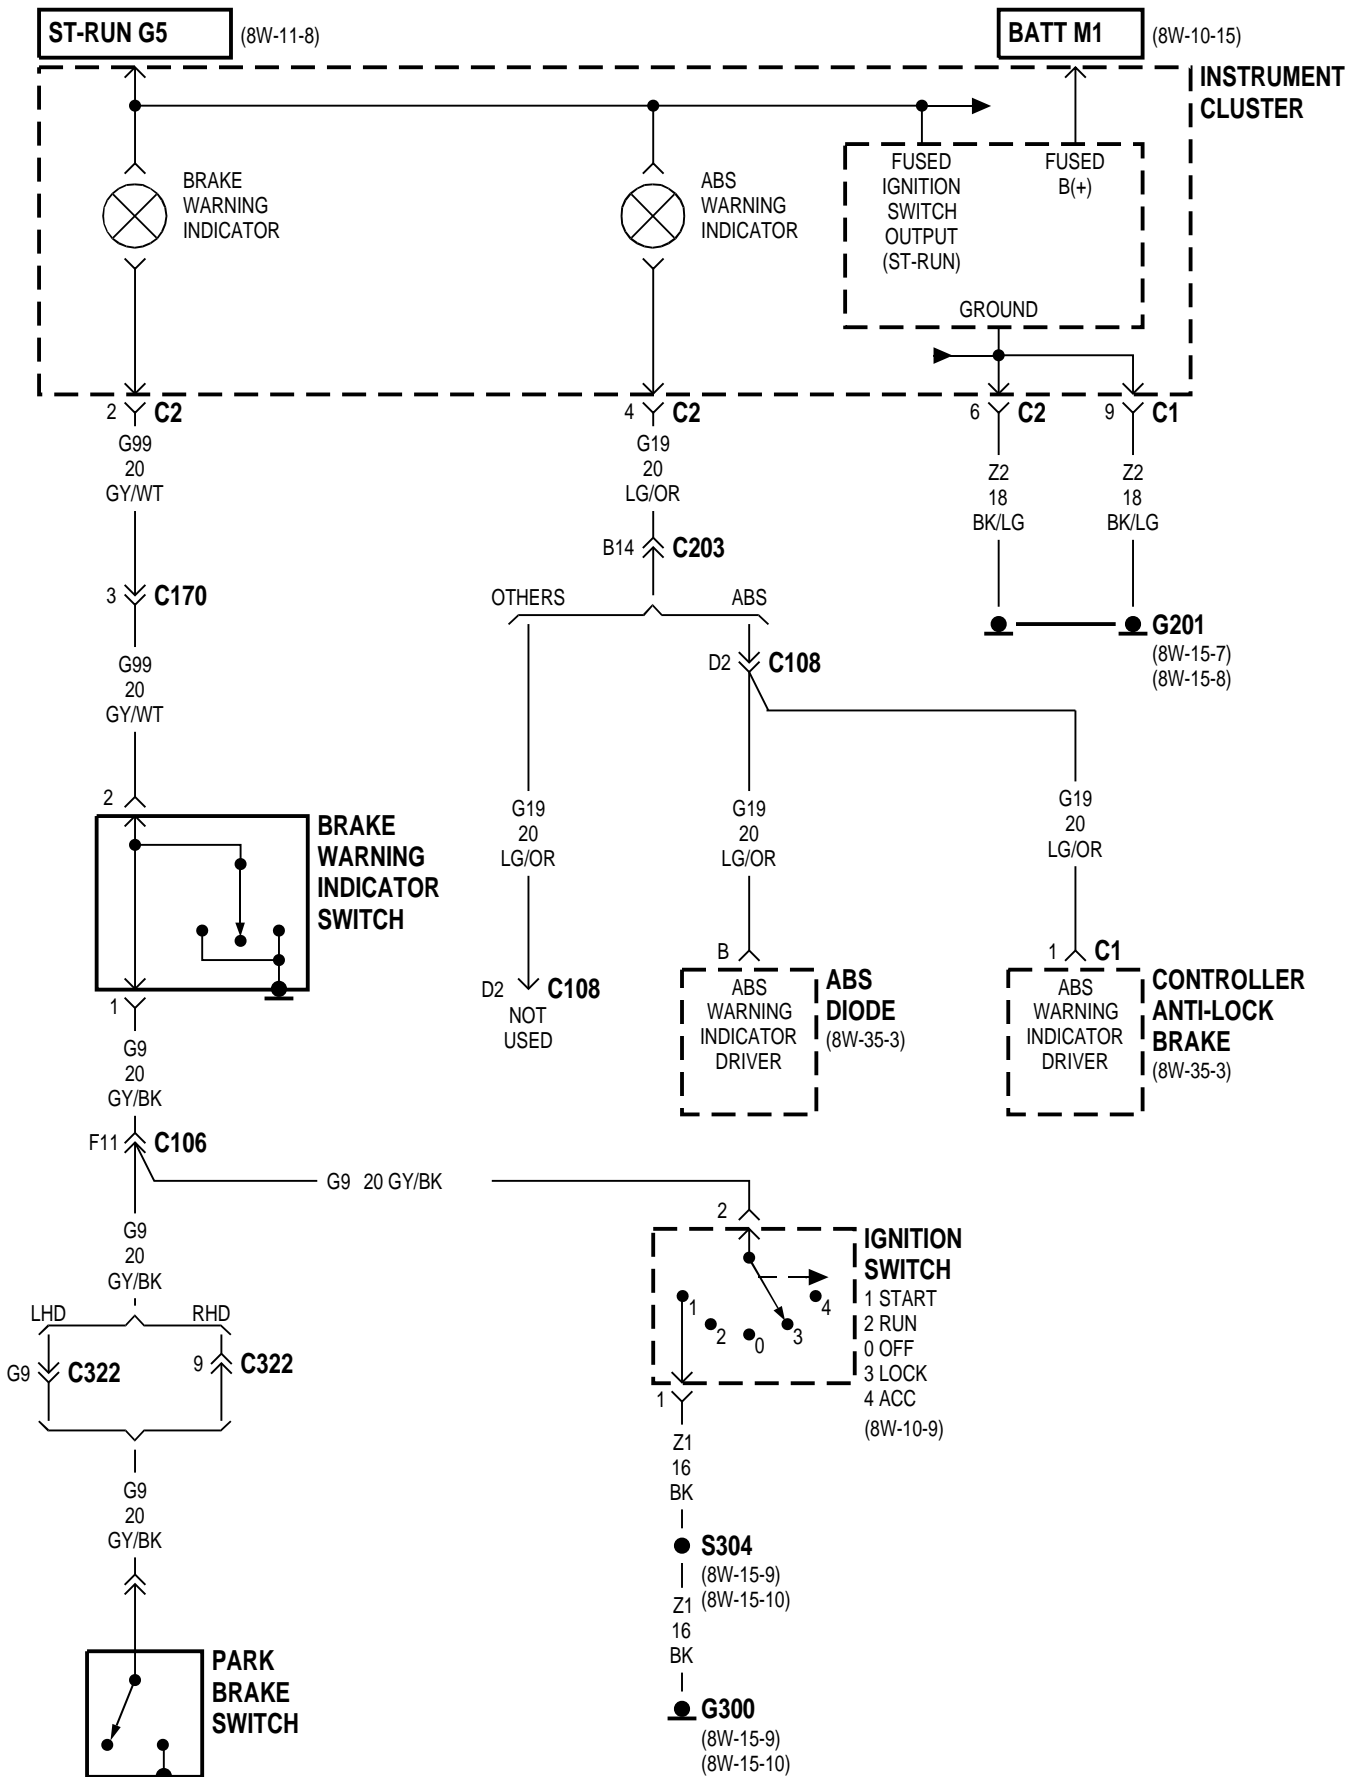 ST-RUN G5
(8W-11-8)
BATT M1
(8W-10-15)
INSTRUMENT
CLUSTER
BRAKE
WARNING
INDICATOR
ABS
WARNING
INDICATOR
FUSED
IGNITION
SWITCH
OUTPUT
(ST-RUN)
FUSED
B(+)
GROUND
2 C2
4 C2
6 C2
9 C1
G99
20
GY/WT
G19
20
LG/OR
Z2
18
BK/LG
Z2
18
BK/LG
B14 C203
3 C170
OTHERS
ABS
G201
(8W-15-7)
(8W-15-8)
G99
20
GY/WT
D2 C108
2
BRAKE
WARNING
INDICATOR
SWITCH
G19
20
LG/OR
G19
20
LG/OR
G19
20
LG/OR
B
1 C1
D2 C108
NOT
USED
ABS
WARNING
INDICATOR
DRIVER
ABS
DIODE
(8W-35-3)
ABS
WARNING
INDICATOR
DRIVER
CONTROLLER
ANTI-LOCK
BRAKE
(8W-35-3)
1
G9
20
GY/BK
F11 C106
G9 20 GY/BK
G9
20
GY/BK
2
IGNITION
SWITCH
1 START
2 RUN
0 OFF
3 LOCK
4 ACC
(8W-10-9)
1
2
0
3
4
LHD
RHD
G9 C322
9 C322
1
Z1
16
BK
G9
20
GY/BK
S304
(8W-15-9)
(8W-15-10)
Z1
16
BK
PARK
BRAKE
SWITCH
G300
(8W-15-9)
(8W-15-10)